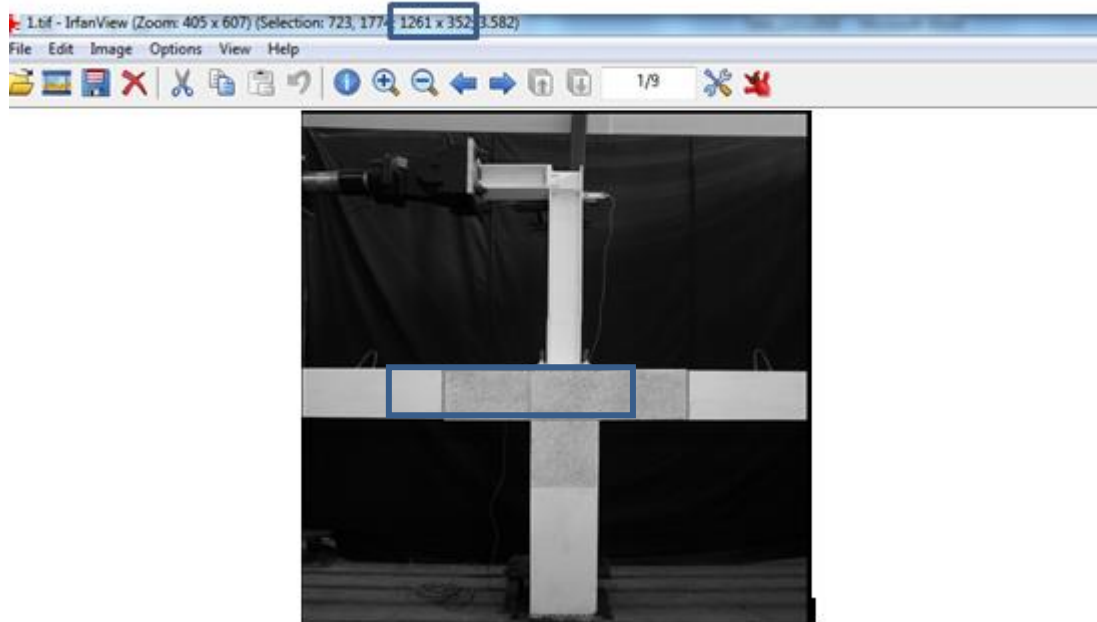 1.tif - IrfanView (Zoom: 405 x 607) (Selection: 723, 1774; 1261 x 352; 3.582)
File Edit Image Options View Help
1/9